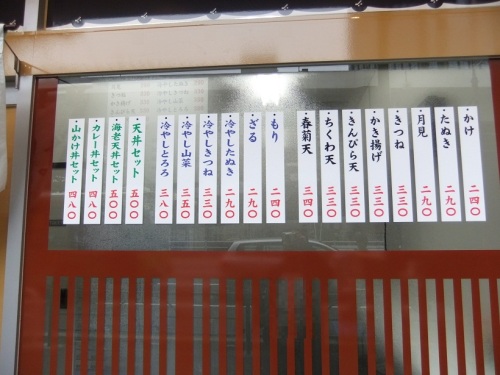 かけ 二四〇
たぬき 二九〇
月見 二九〇
きつね 三三〇
かき揚げ 三三〇
きんぴら天 三三〇
ちくわ天 三三〇
春菊天 三四〇
もり 二四〇
ざる 二九〇
冷やしたぬき 二九〇
冷やしきつね 三三〇
冷やし山菜 三五〇
冷やしとろろ 三八〇
天丼セット 五〇〇
海老天丼セット 五〇〇
カレー丼セット 四八〇
山かけ丼セット 四八〇